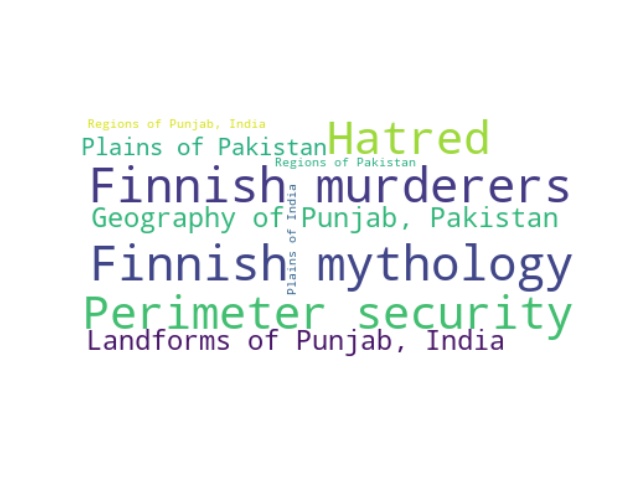 Regions of Punjab, India
Plains of Pakistan
Hatred
Regions of Pakistan
Finnish murderers
Plains of India
Geography of Punjab, Pakistan
Finnish mythology
Perimeter security
Landforms of Punjab, India